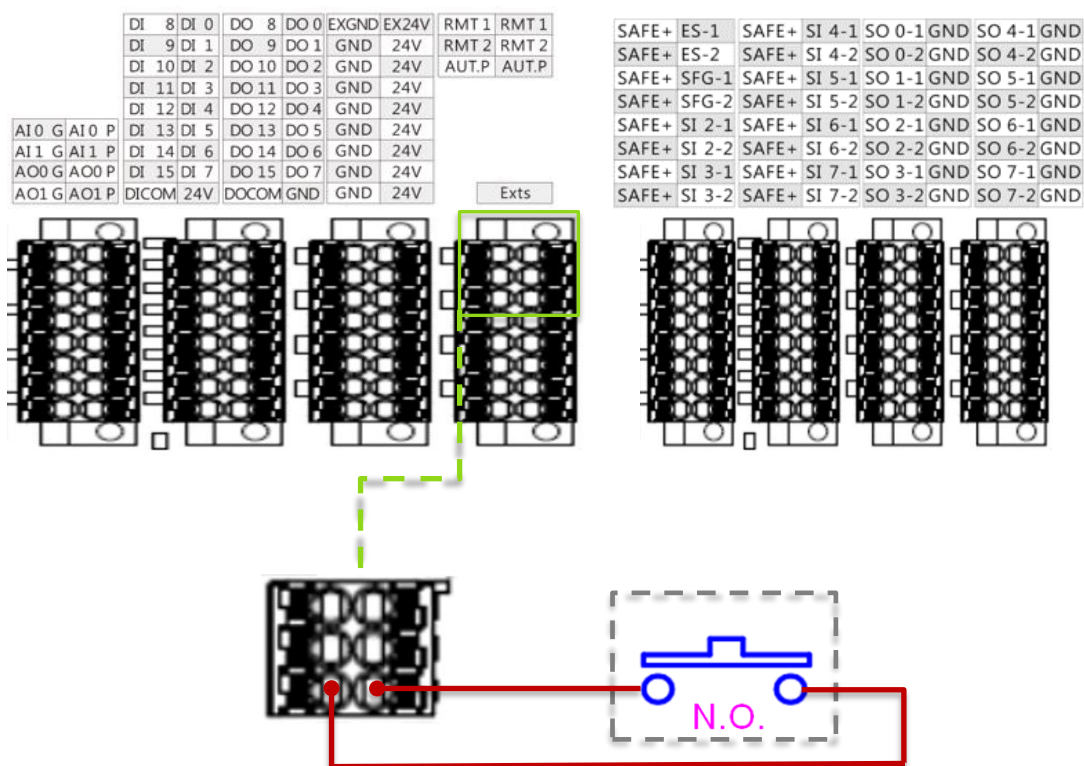 DI 8 DI 0 DO 8 DO 0 EXGND EX24V RMT 1 RMT 1
DI 9 DI 1 DO 9 DO 1 GND 24V RMT 2 RMT 2
DI 10 DI 2 DO 10 DO 2 GND 24V AUT.P AUT.P
DI 11 DI 3 DO 11 DO 3 GND 24V
DI 12 DI 4 DO 12 DO 4 GND 24V
AI0 G AI0 P DI 13 DI 5 DO 13 DO 5 GND 24V
AI1 G AI1 P DI 14 DI 6 DO 14 DO 6 GND 24V
AO0 G AO0 P DI 15 DI 7 DO 15 DO 7 GND 24V
AO1 G AO1 P DICOM 24V DOCOM GND GND 24V Exts
SAFE+ ES-1 SAFE+ SI 4-1 SO 0-1 GND SO 4-1 GND
SAFE+ ES-2 SAFE+ SI 4-2 SO 0-2 GND SO 4-2 GND
SAFE+ SFG-1 SAFE+ SI 5-1 SO 1-1 GND SO 5-1 GND
SAFE+ SFG-2 SAFE+ SI 5-2 SO 1-2 GND SO 5-2 GND
SAFE+ SI 2-1 SAFE+ SI 6-1 SO 2-1 GND SO 6-1 GND
SAFE+ SI 2-2 SAFE+ SI 6-2 SO 2-2 GND SO 6-2 GND
SAFE+ SI 3-1 SAFE+ SI 7-1 SO 3-1 GND SO 7-1 GND
SAFE+ SI 3-2 SAFE+ SI 7-2 SO 3-2 GND SO 7-2 GND
N.O.